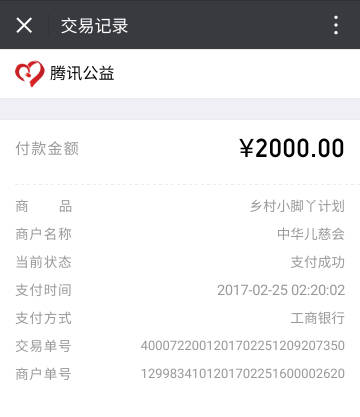 交易记录
腾讯公益
付款金额 ¥2000.00
商 品 乡村小脚丫计划
商户名称 中华儿慈会
当前状态 支付成功
支付时间 2017-02-25 02:20:02
支付方式 工商银行
交易单号 4000722001201702251209207350
商户单号 1299834101201702251600002620